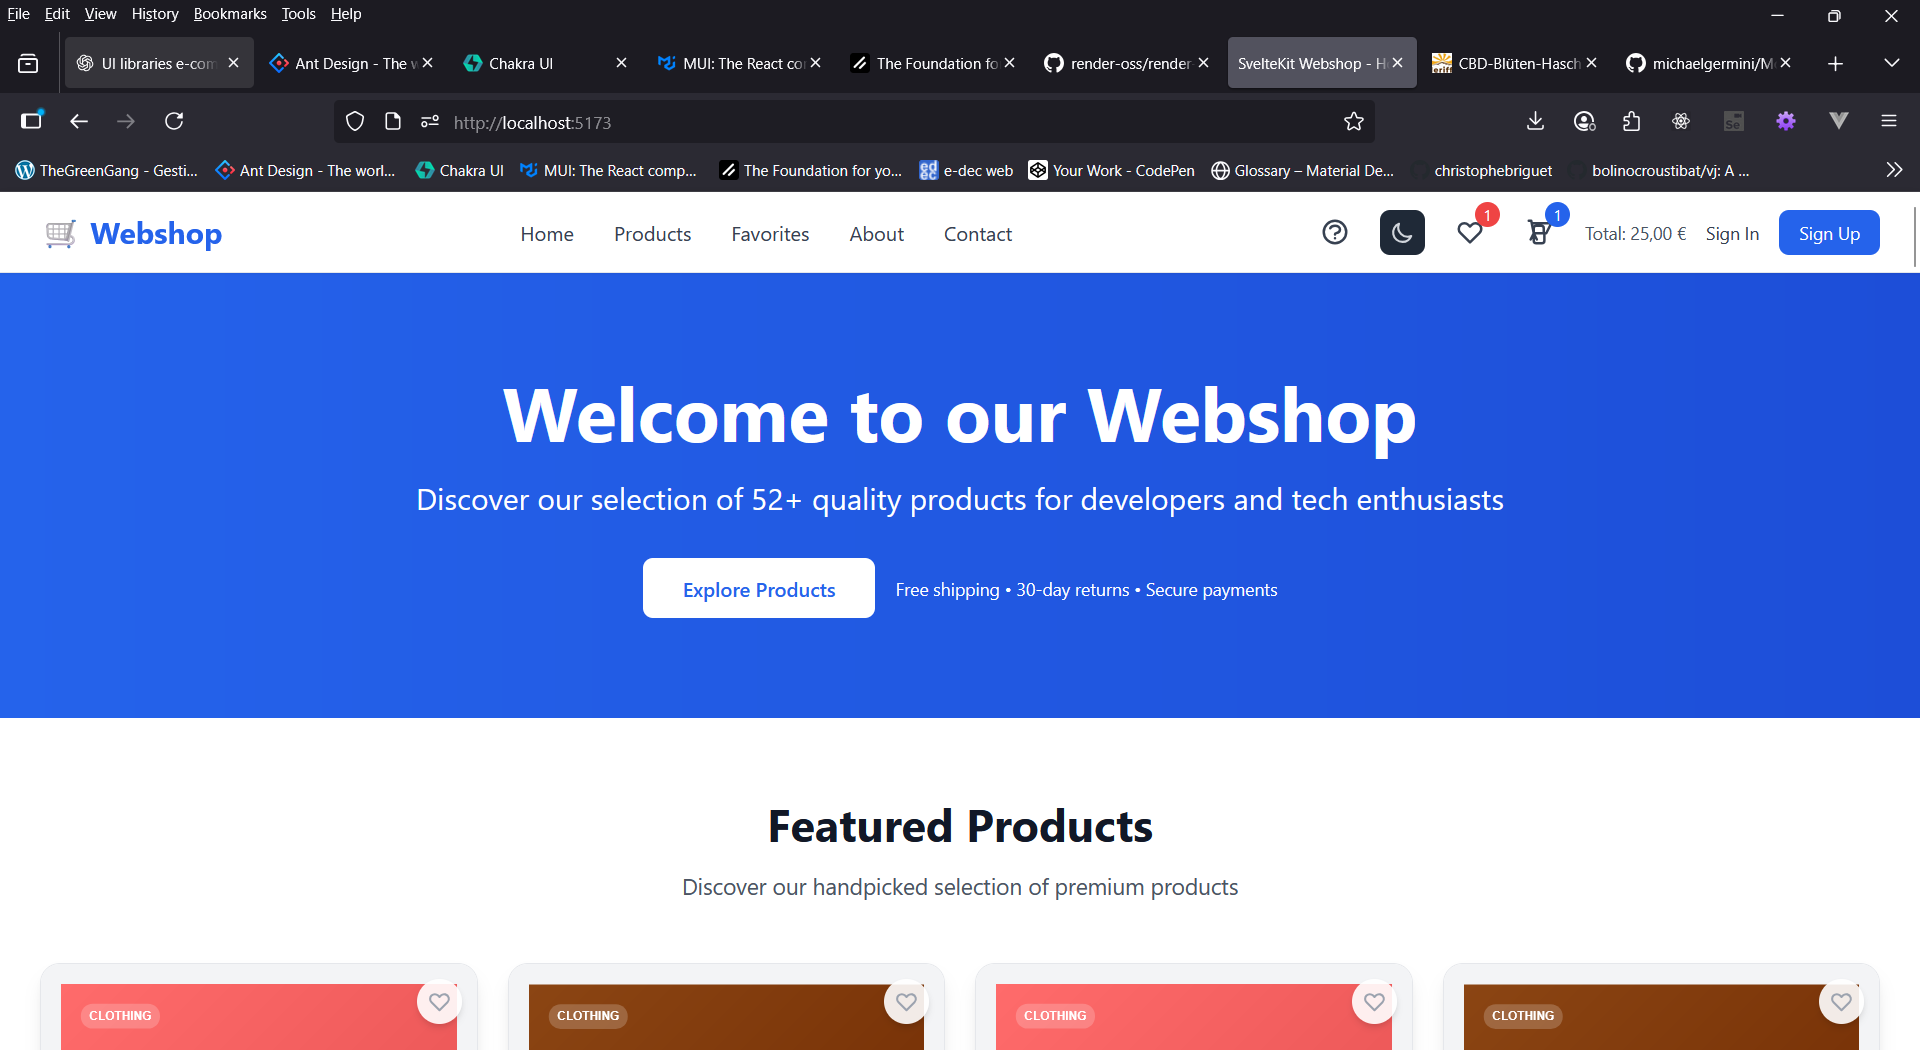 File Edit View History Bookmarks Tools Help
UI libraries e-com
Ant Design - The w
Chakra UI
MUI: The React co
The Foundation fo
render-oss/render
SvelteKit Webshop - H
CBD-Blüten-Hasch
michaelgermini/M
http://localhost:5173
TheGreenGang - Gesti...
Ant Design - The worl...
Chakra UI
MUI: The React comp...
The Foundation for yo...
e-dec web
Your Work - CodePen
Glossary – Material De...
christophebriguet
bolinocroustibat/vj: A ...
Webshop
Home
Products
Favorites
About
Contact
1
1
Total: 25,00 €
Sign In
Sign Up
Welcome to our Webshop
Discover our selection of 52+ quality products for developers and tech enthusiasts
Explore Products
Free shipping • 30-day returns • Secure payments
Featured Products
Discover our handpicked selection of premium products
CLOTHING
CLOTHING
CLOTHING
CLOTHING